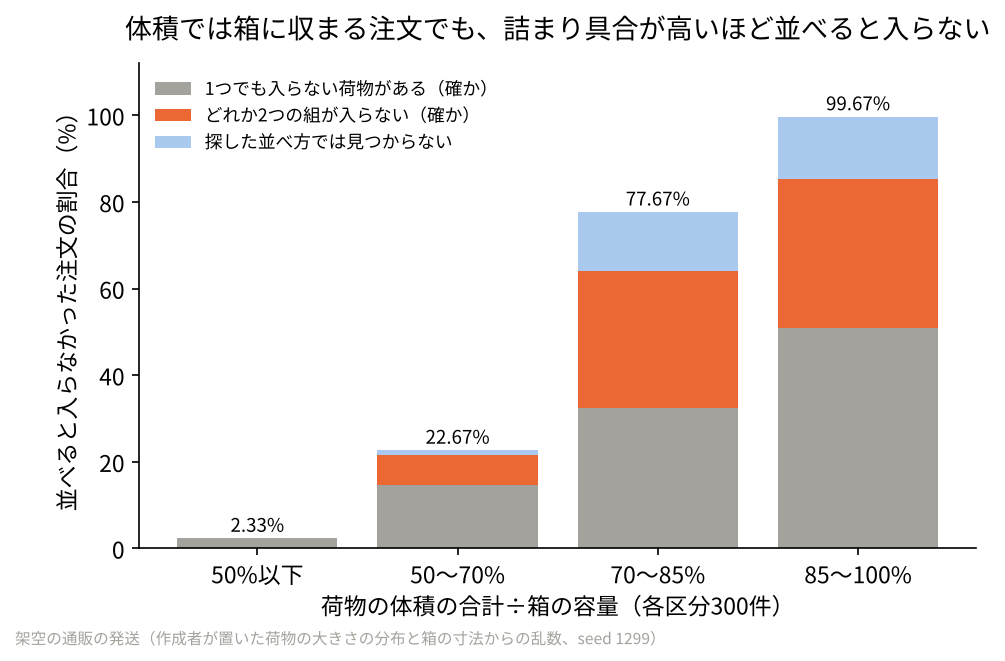 体積では箱に収まる注文でも、詰まり具合が高いほど並べると入らない
1つでも入らない荷物がある（確か）
どれか2つの組が入らない（確か）
探した並べ方では見つからない
並べると入らなかった注文の割合（%）
100
80
60
40
20
0
2.33%
22.67%
77.67%
99.67%
50%以下
50〜70%
70〜85%
85〜100%
荷物の体積の合計÷箱の容量（各区分300件）
架空の通販の発送（作成者が置いた荷物の大きさの分布と箱の寸法からの乱数、seed 1299）